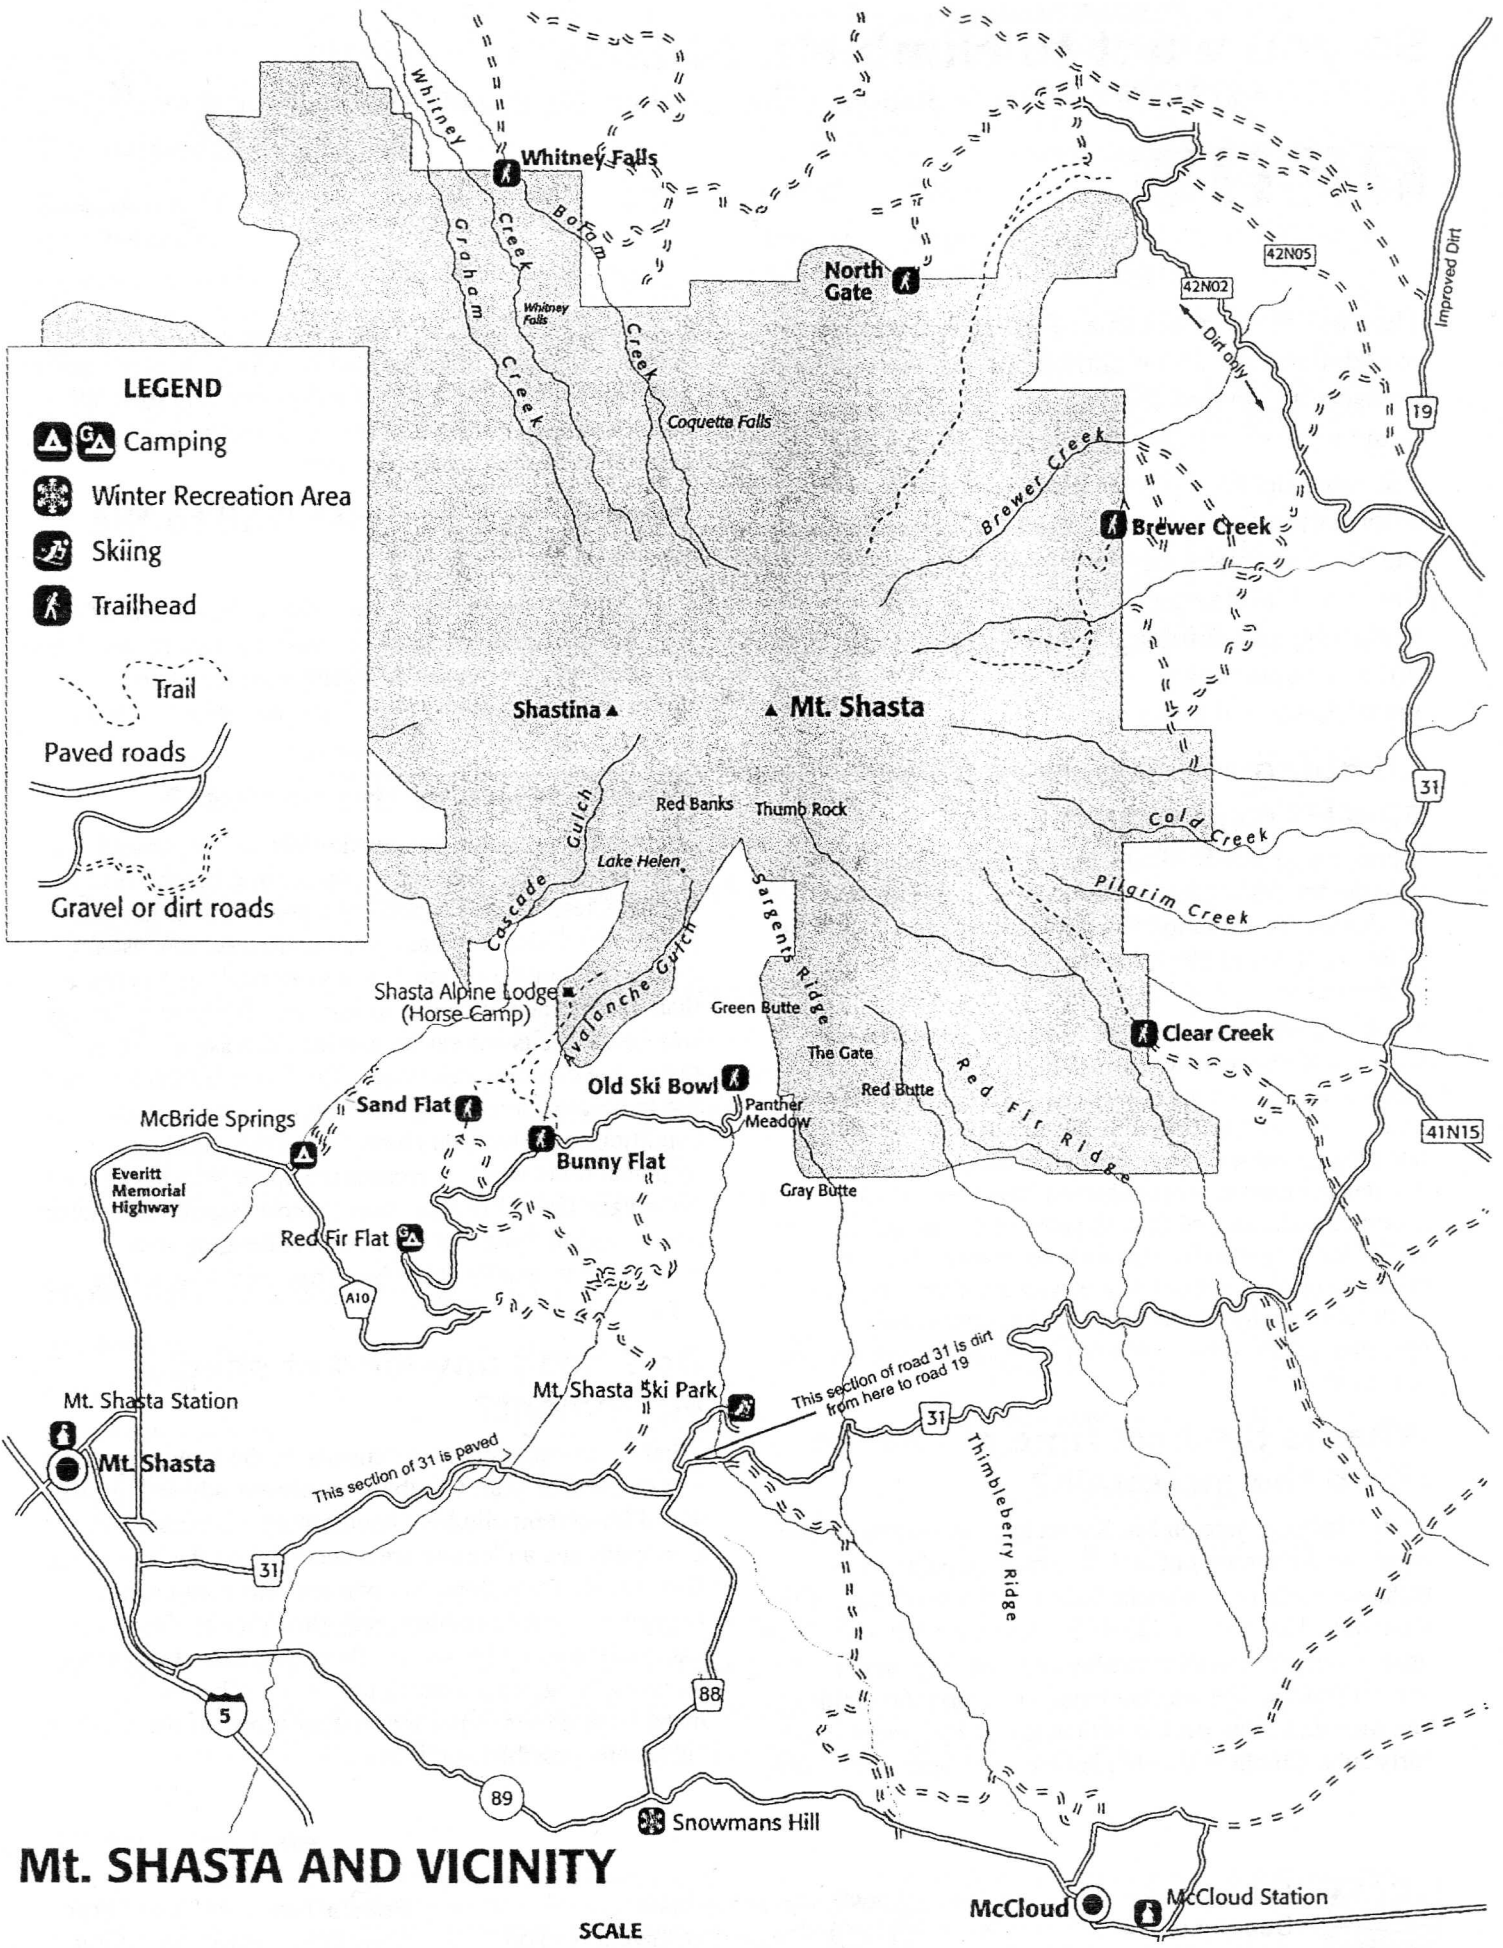 Whitney
Creek
Whitney Falls
Bolam
Creek
Graham
Creek
Whitney
Falls
Coquette Falls
North
Gate
42N05
42N02
Dirt only
Improved Dirt
19
LEGEND
G
Camping
Winter Recreation Area
Skiing
Trailhead
Trail
Paved roads
Gravel or dirt roads
Brewer Creek
Brewer Creek
Shastina
Mt. Shasta
31
Red Banks
Thumb Rock
Cold Creek
Cascade Gulch
Lake Helen
Sargents Ridge
Pilgrim Creek
Avalanche Gulch
Shasta Alpine Lodge
(Horse Camp)
Green Butte
The Gate
Red Butte
Clear Creek
Red Fir Ridge
Old Ski Bowl
Panther
Meadow
Sand Flat
McBride Springs
41N15
Everitt
Memorial
Highway
Bunny Flat
Gray Butte
Red Fir Flat
G
A10
Mt. Shasta Station
Mt. Shasta
Mt. Shasta Ski Park
This section of road 31 is dirt
from here to road 19
31
This section of 31 is paved
31
Thimbleberry Ridge
88
5
89
Snowmans Hill
Mt. SHASTA AND VICINITY
McCloud
McCloud Station
SCALE